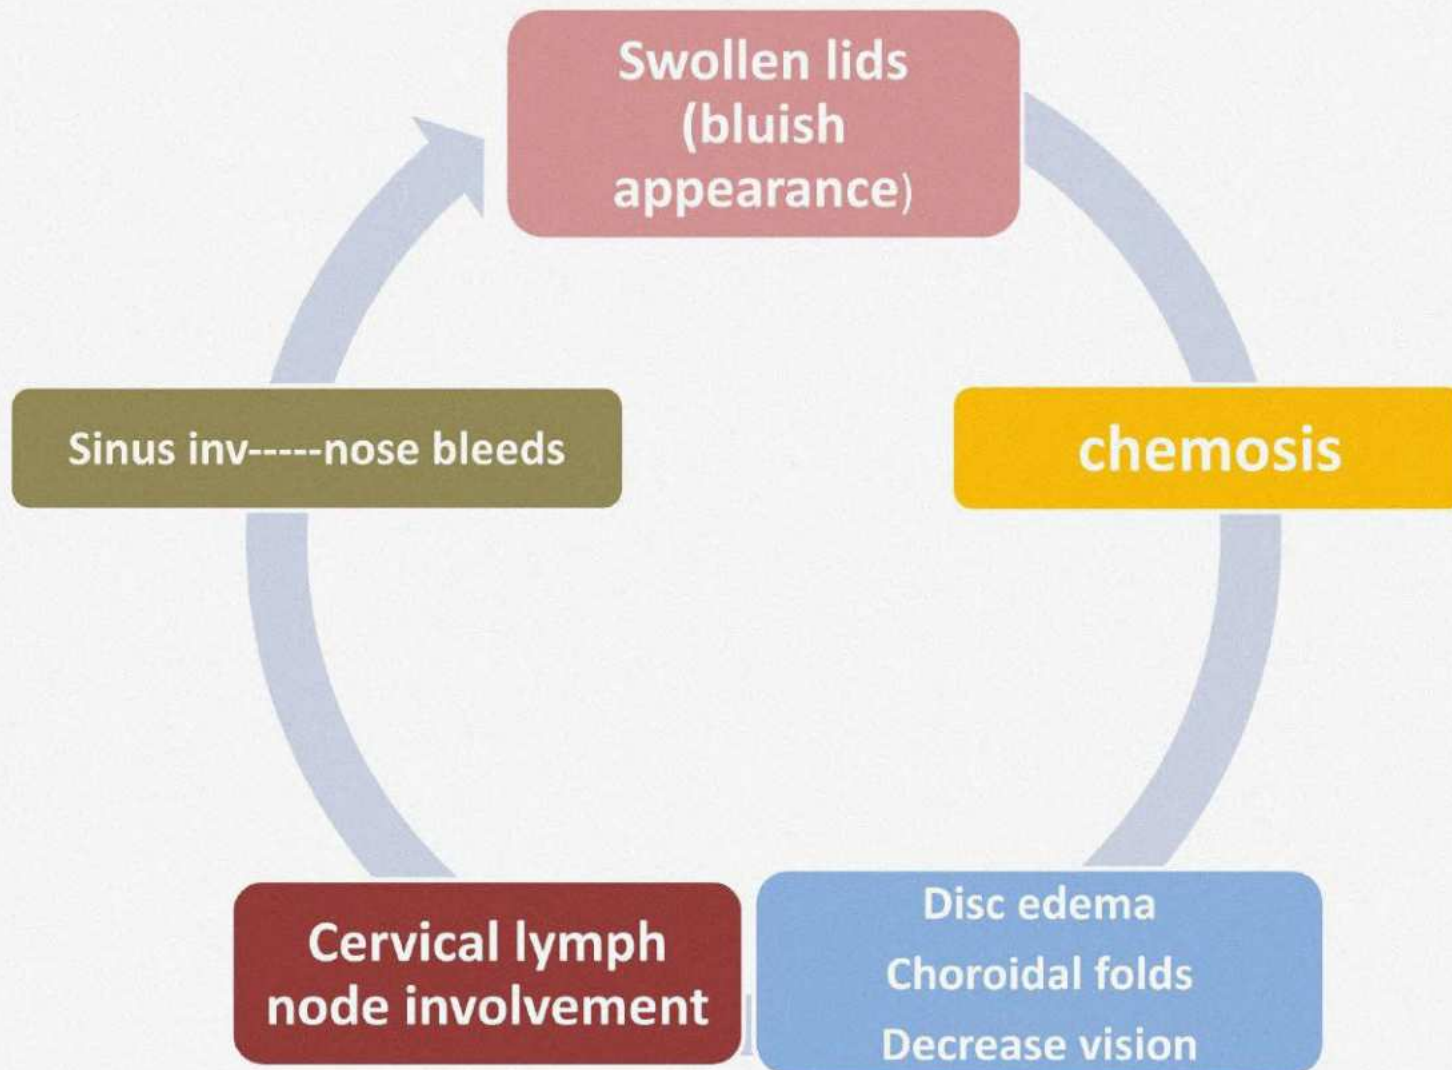 Swollen lids
(bluish
appearance)
chemosis
Disc edema
Choroidal folds
Decrease vision
Cervical lymph
node involvement
Sinus inv-----nose bleeds